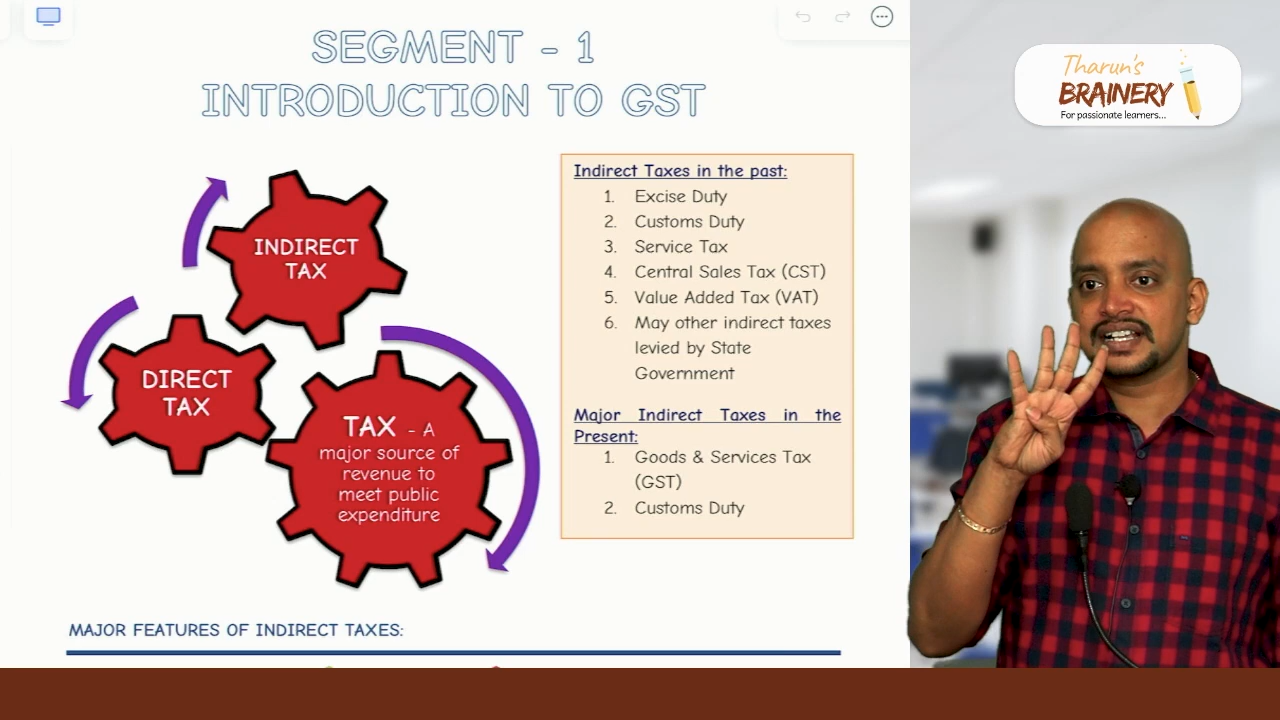 SEGMENT - 1
INTRODUCTION TO GST
INDIRECT
TAX
DIRECT
TAX
TAX - A
major source of
revenue to
meet public
expenditure
Indirect Taxes in the past:
1. Excise Duty
2. Customs Duty
3. Service Tax
4. Central Sales Tax (CST)
5. Value Added Tax (VAT)
6. May other indirect taxes
levied by State
Government
Major Indirect Taxes in the
Present:
1. Goods & Services Tax
(GST)
2. Customs Duty
MAJOR FEATURES OF INDIRECT TAXES:
Tharun's
BRAINERY
For passionate learners...